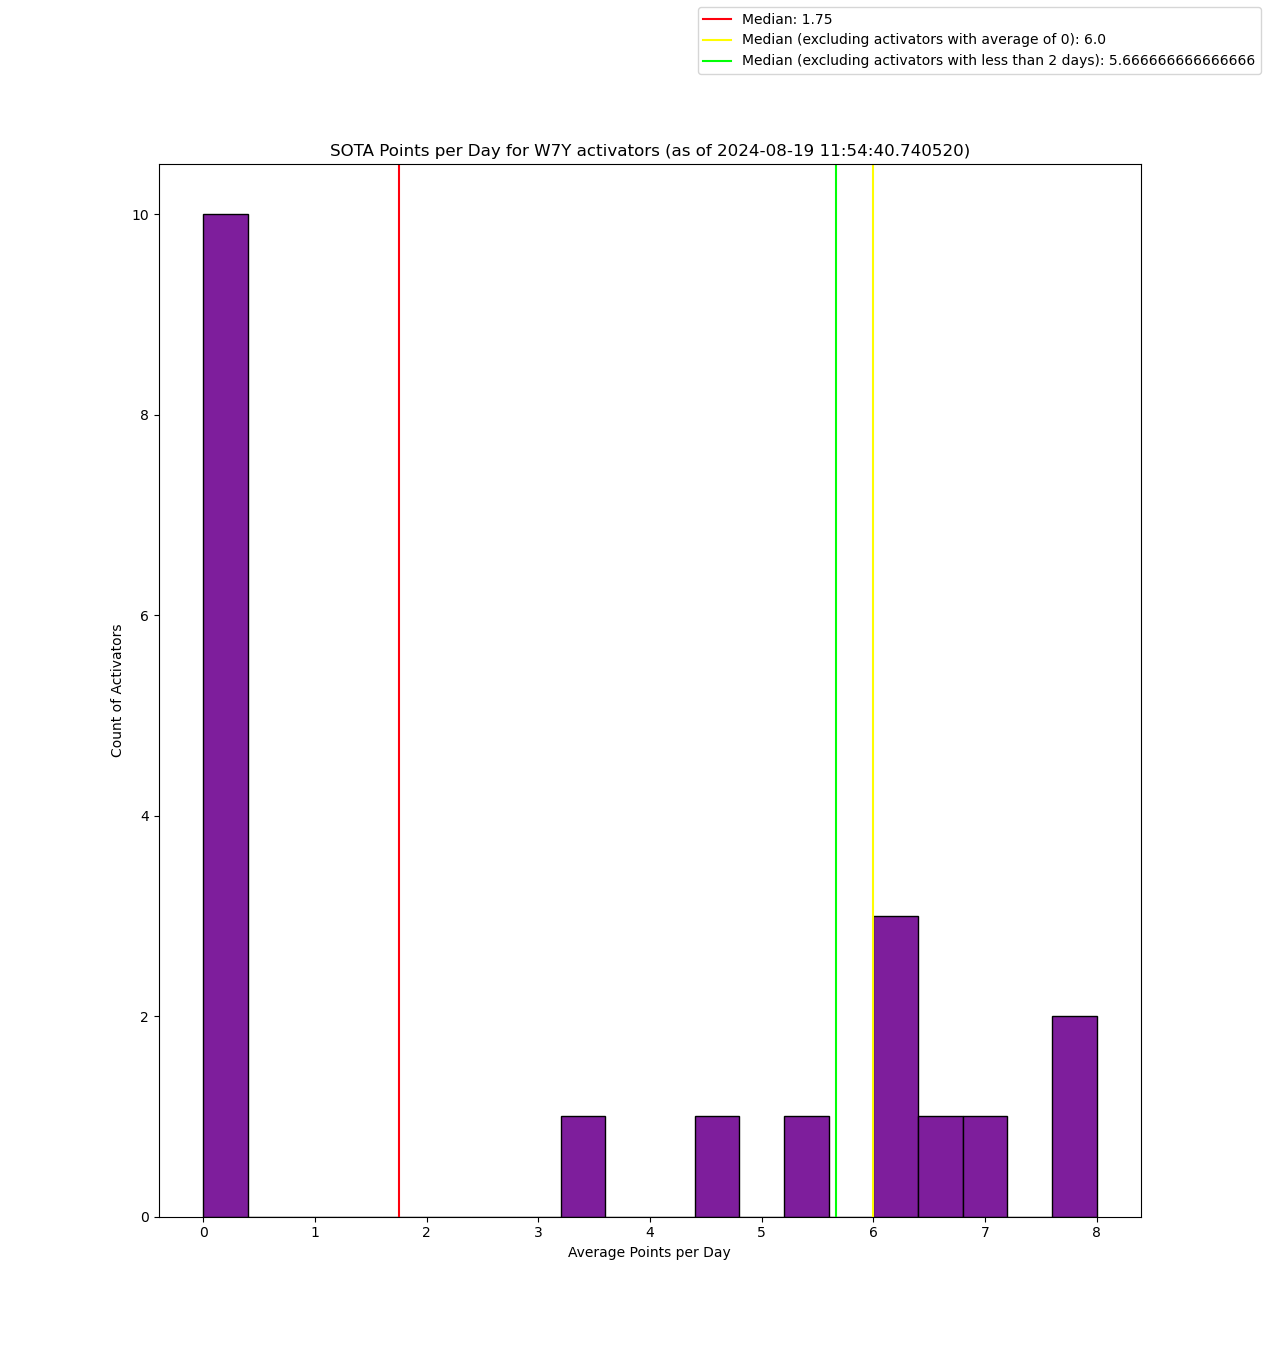 Median: 1.75
Median (excluding activators with average of 0): 6.0
Median (excluding activators with less than 2 days): 5.666666666666666
SOTA Points per Day for W7Y activators (as of 2024-08-19 11:54:40.740520)
10
8
6
4
2
0
Count of Activators
0 1 2 3 4 5 6 7 8
Average Points per Day